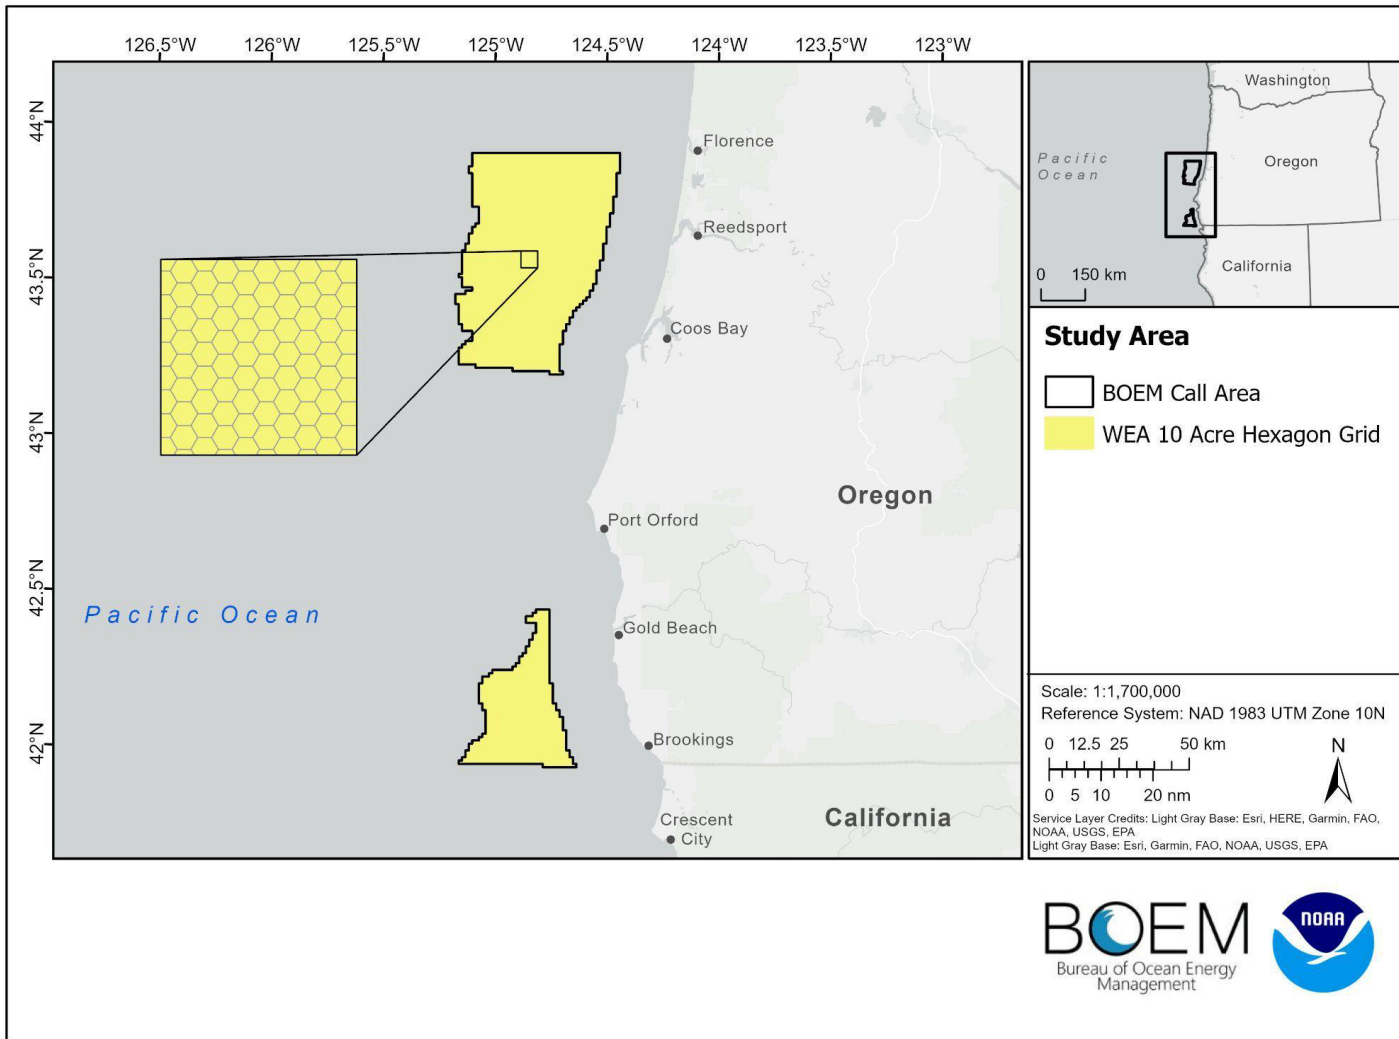 126.5°W 126°W 125.5°W 125°W 124.5°W 124°W 123.5°W 123°W
44°N
43.5°N
43°N
42.5°N
42°N
Florence
Reedsport
Coos Bay
Oregon
Port Orford
Pacific Ocean
Gold Beach
Brookings
California
Crescent
City
Washington
Pacific
Ocean
Oregon
California
0 150 km
Study Area
BOEM Call Area
WEA 10 Acre Hexagon Grid
Scale: 1:1,700,000
Reference System: NAD 1983 UTM Zone 10N
0 12.5 25 50 km
N
0 5 10 20 nm
Service Layer Credits: Light Gray Base: Esri, HERE, Garmin, FAO,
NOAA, USGS, EPA
Light Gray Base: Esri, Garmin, FAO, NOAA, USGS, EPA
BOEM
Bureau of Ocean Energy
Management
NOAA